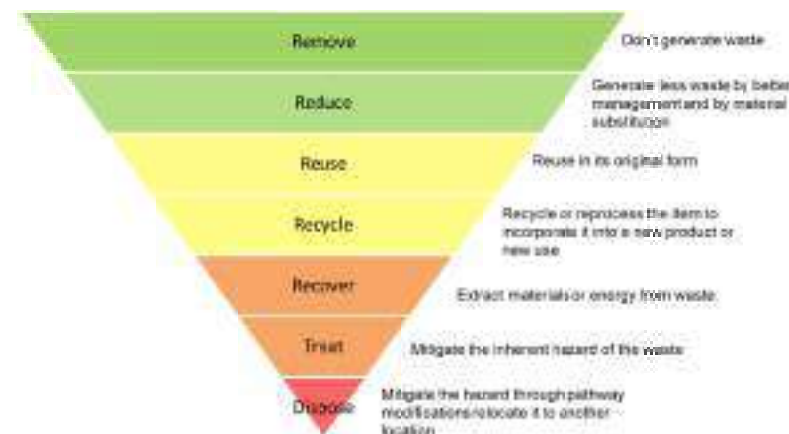 Remove
Don't generate waste
Reduce
Generate less waste by better
management and by material
substitution
Reuse
Reuse in its original form
Recycle
Recycle or reprocess the item to
incorporate it into a new product or
new use
Recover
Extract materials or energy from waste
Treat
Mitigate the inherent hazard of the waste
Dispose
Mitigate the hazard through pathway
modifications relocate it to another
location